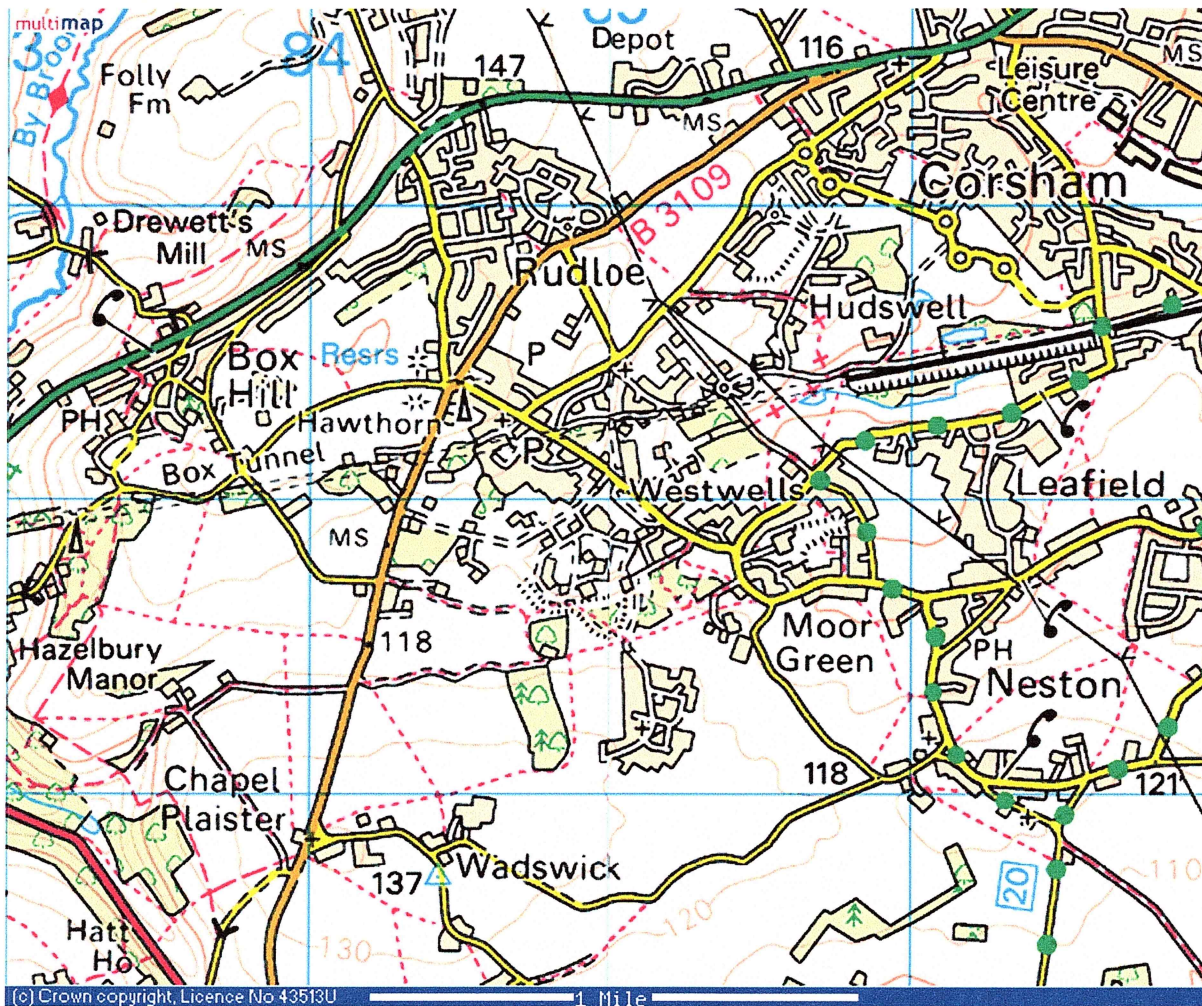 multimap
3
84
85
Depot
116
MS
By Brook
Folly
Fm
147
Leisure
Centre
MS
B 3109
Corsham
Drewett's
Mill
MS
Rudloe
Hudswell
Box
Hill
Resrs
P
PH
Hawthorn
P
Box Tunnel
Westwells
Leafield
MS
118
Moor
Green
PH
Neston
Hazelbury
Manor
118
121
Chapel
Plaister
137
Wadswick
20
110
120
130
Hatt
Ho
(c) Crown copyright, Licence No 43513U
1 Mile